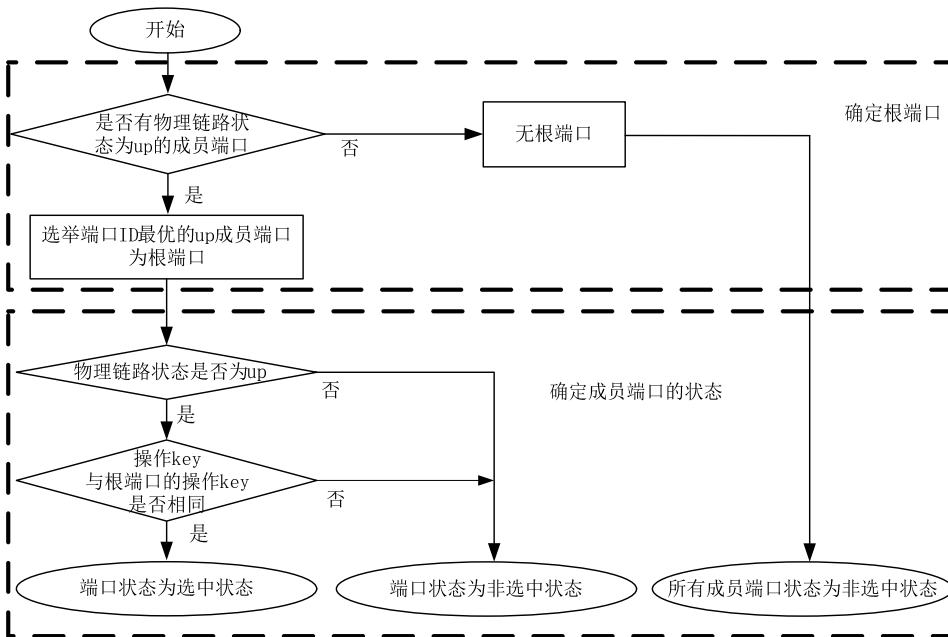 开始
确定根端口
是否有物理链路状
态为up的成员端口
否
无根端口
是
选举端口ID最优的up成员端口
为根端口
物理链路状态是否为up
否
确定成员端口的状态
是
操作key
与根端口的操作key
是否相同
否
是
端口状态为选中状态
端口状态为非选中状态
所有成员端口状态为非选中状态